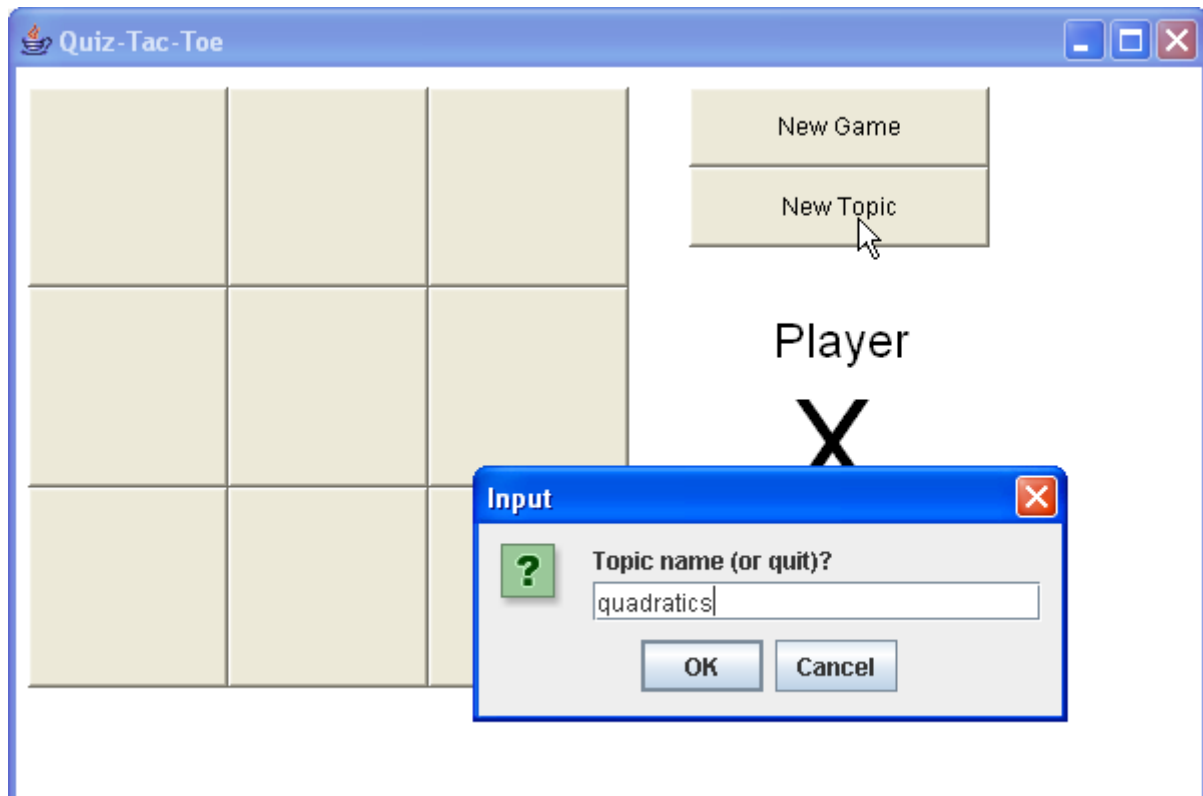 Quiz-Tac-Toe
New Game
New Topic
Player
X
Input
?
Topic name (or quit)?
quadratics
OK
Cancel